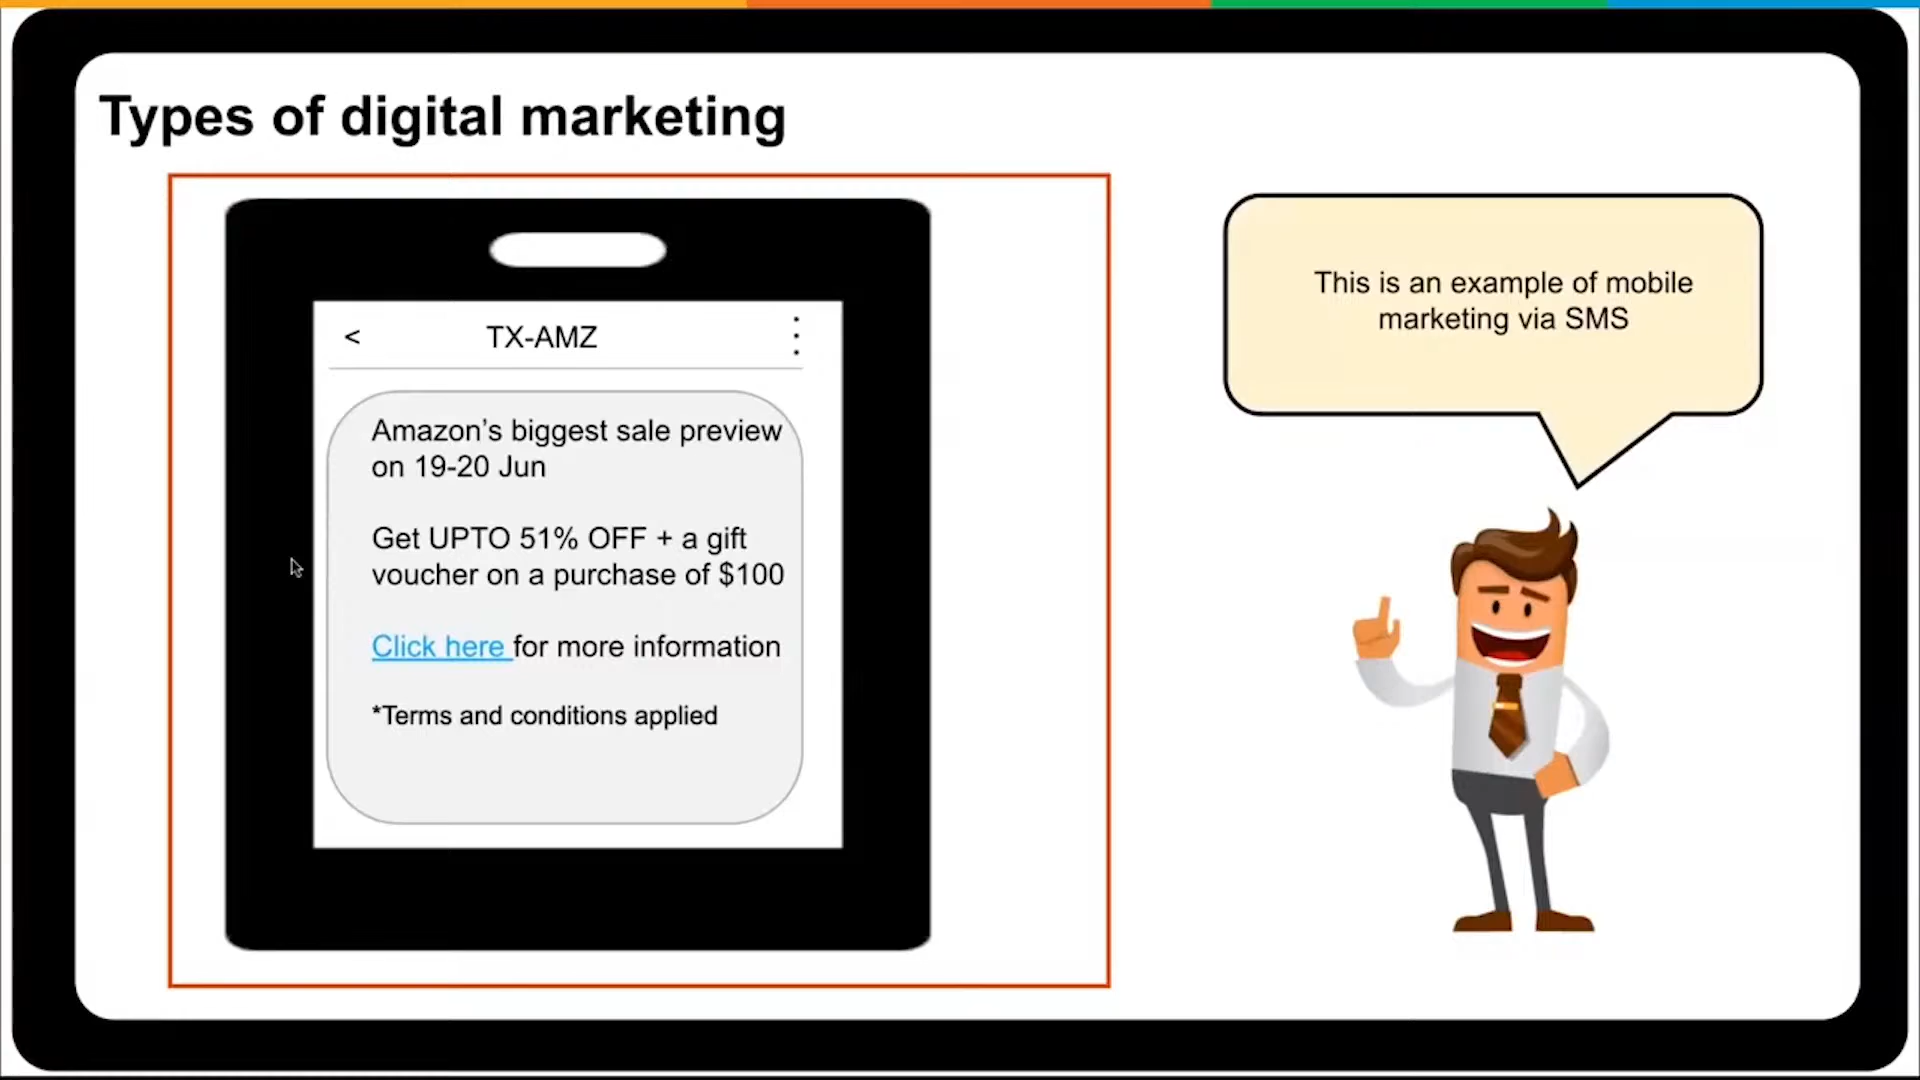 Types of digital marketing
< TX-AMZ
Amazon’s biggest sale preview
on 19-20 Jun
Get UPTO 51% OFF + a gift
voucher on a purchase of $100
Click here for more information
*Terms and conditions applied
This is an example of mobile
marketing via SMS